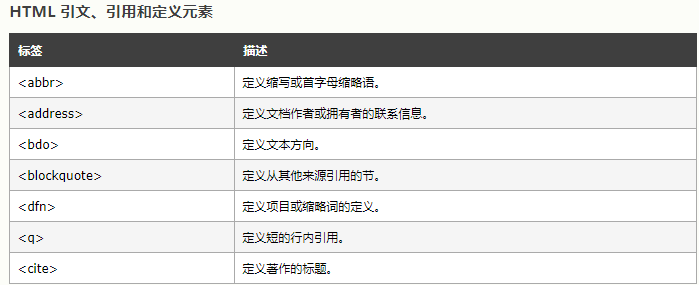 HTML 引文、引用和定义元素
标签 描述
<abbr> 定义缩写或首字母缩略语。
<address> 定义文档作者或拥有者的联系信息。
<bdo> 定义文本方向。
<blockquote> 定义从其他来源引用的节。
<dfn> 定义项目或缩略词的定义。
<q> 定义短的行内引用。
<cite> 定义著作的标题。